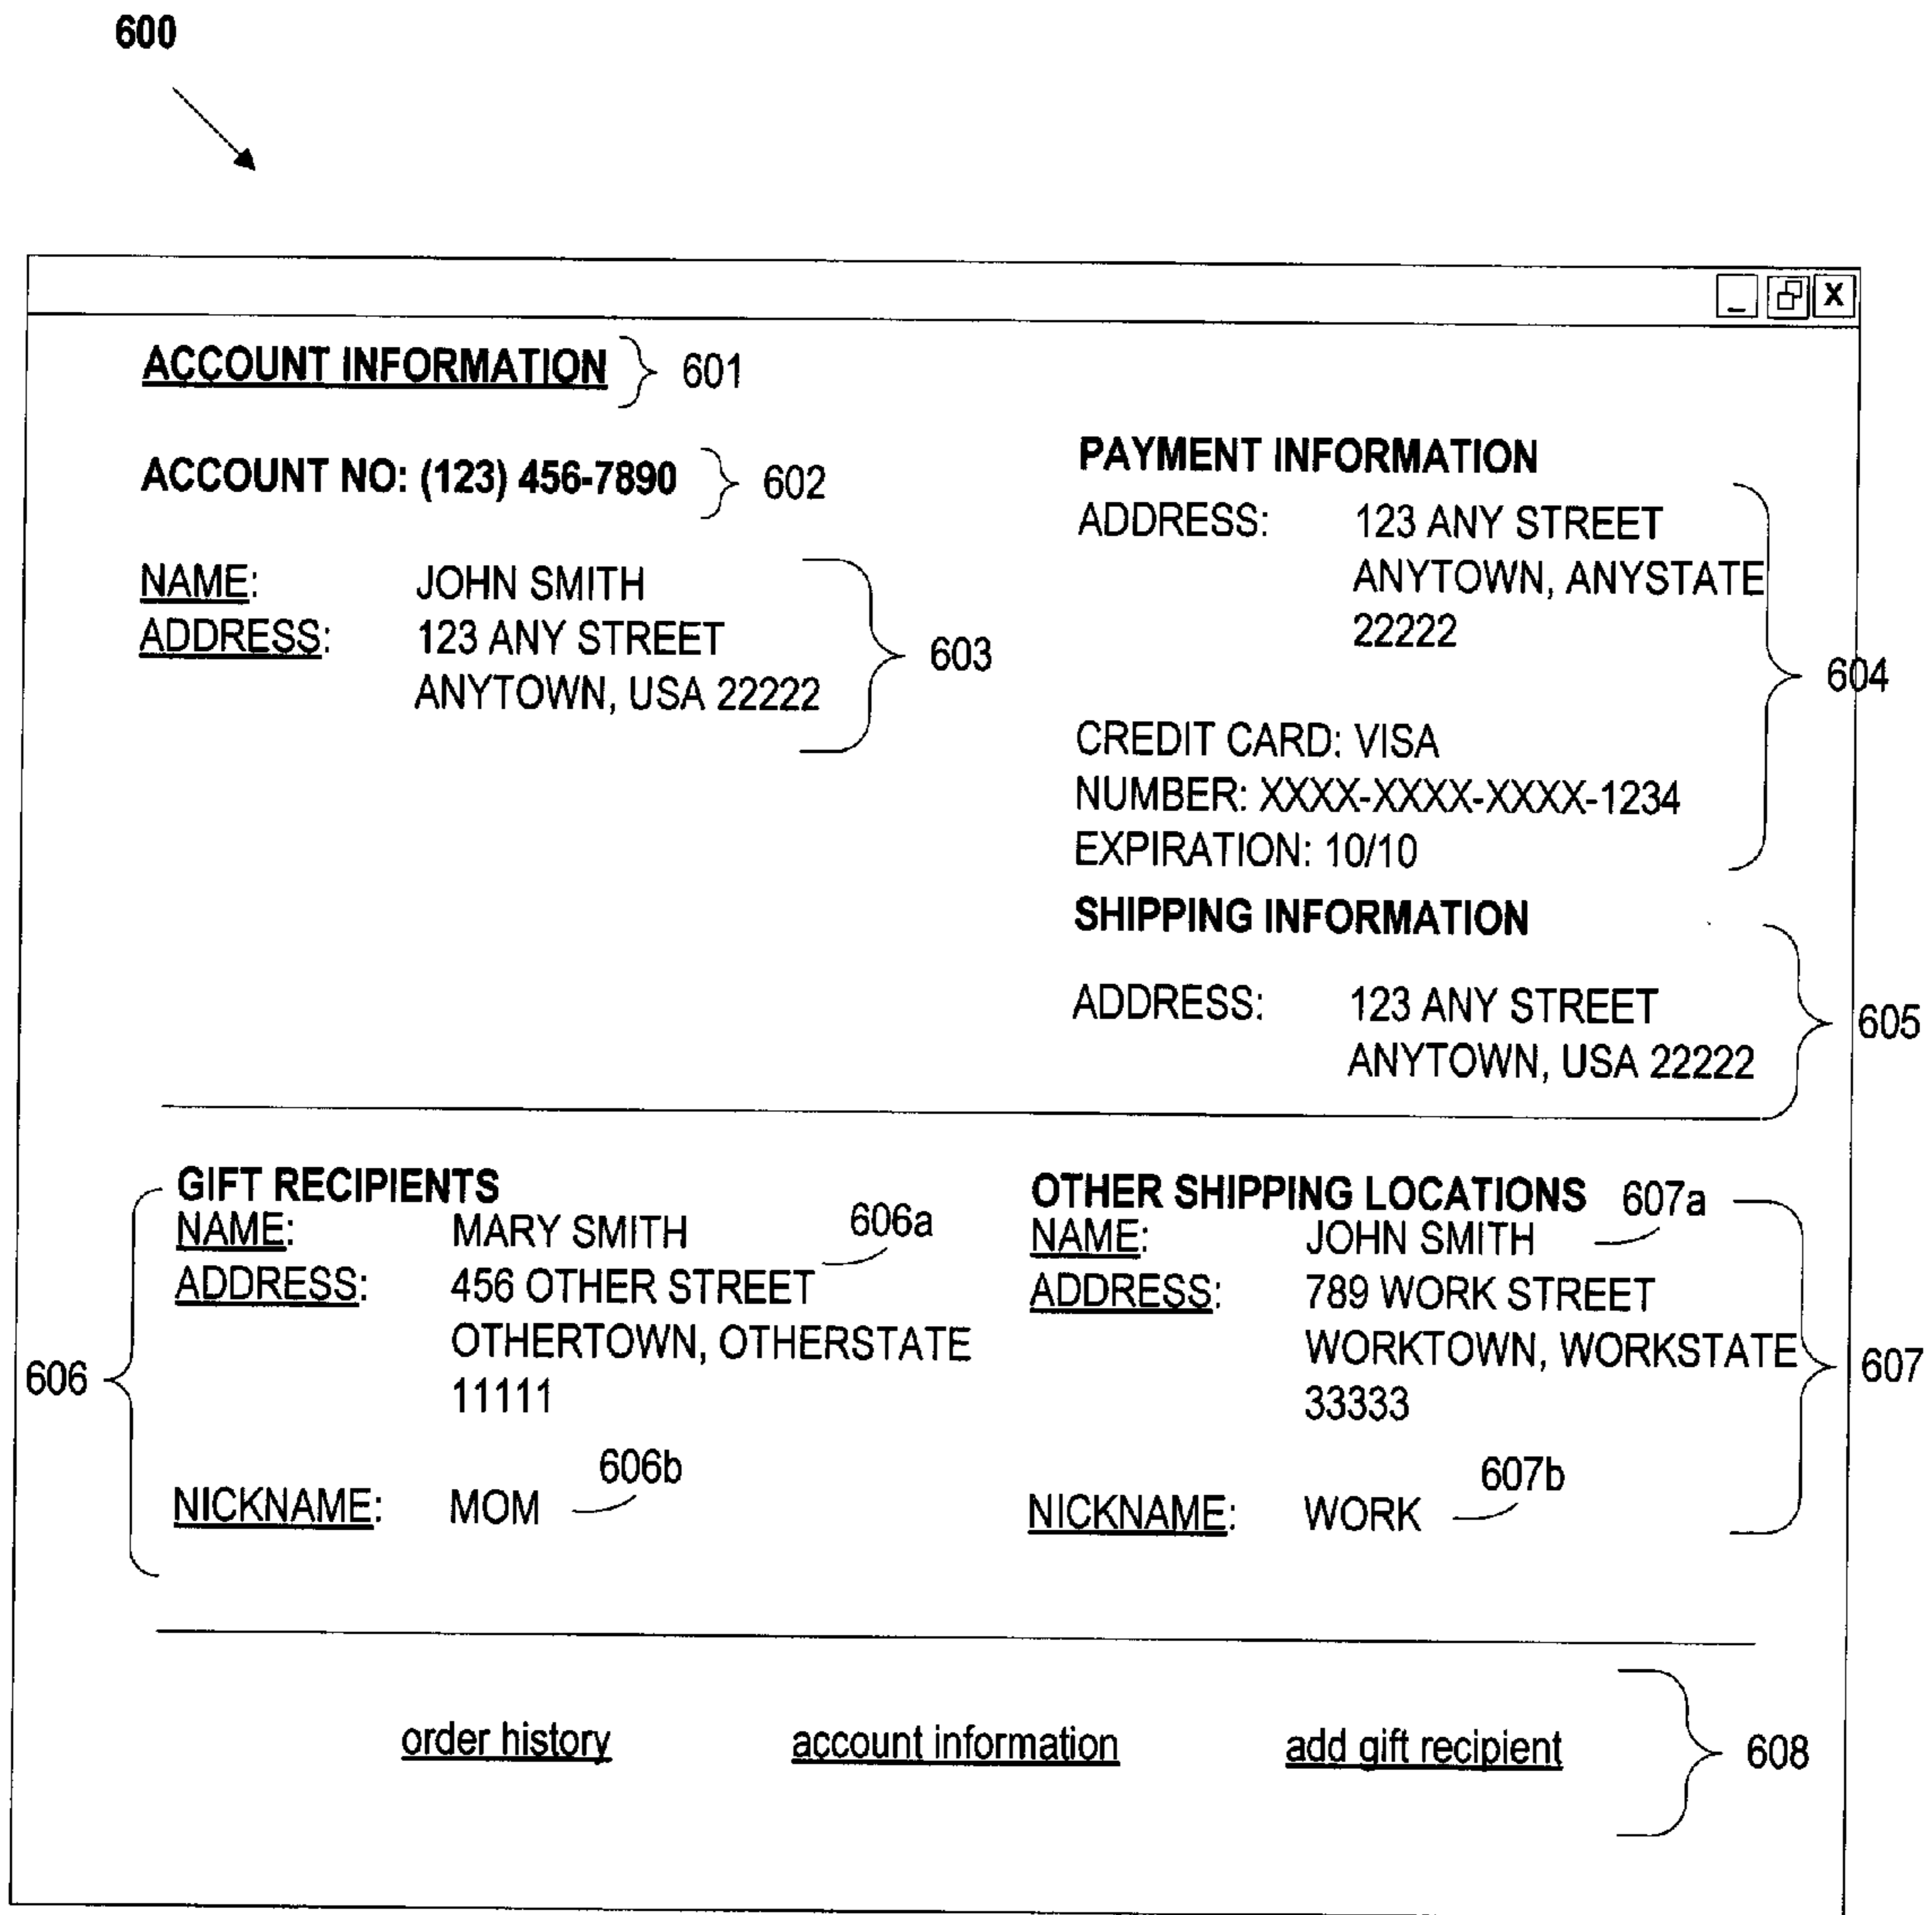 600
X
ACCOUNT INFORMATION 601
ACCOUNT NO: (123) 456-7890 602
NAME: JOHN SMITH
ADDRESS: 123 ANY STREET
ANYTOWN, USA 22222
603
PAYMENT INFORMATION
ADDRESS: 123 ANY STREET
ANYTOWN, ANYSTATE
22222
604
CREDIT CARD: VISA
NUMBER: XXXX-XXXX-XXXX-1234
EXPIRATION: 10/10
SHIPPING INFORMATION
ADDRESS: 123 ANY STREET
ANYTOWN, USA 22222
605
GIFT RECIPIENTS
NAME: MARY SMITH 606a
ADDRESS: 456 OTHER STREET
OTHERTOWN, OTHERSTATE
11111
606
NICKNAME: MOM 606b
OTHER SHIPPING LOCATIONS 607a
NAME: JOHN SMITH
ADDRESS: 789 WORK STREET
WORKTOWN, WORKSTATE
33333
607
NICKNAME: WORK 607b
order history account information add gift recipient 608